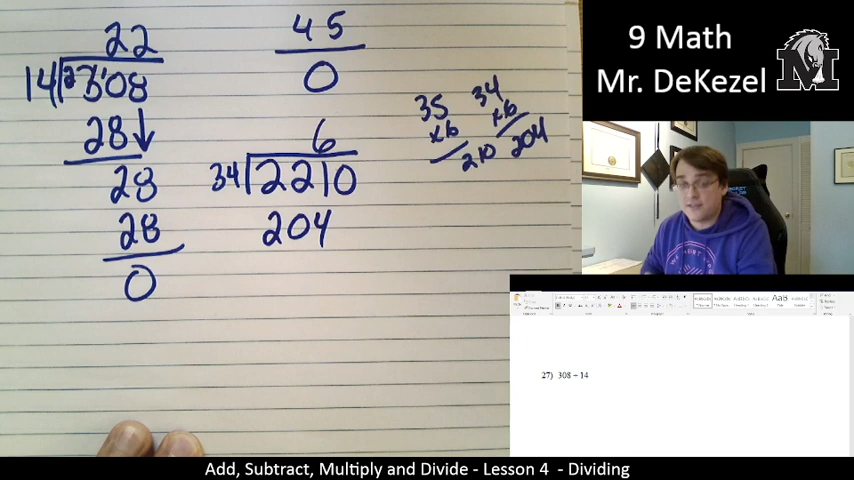 22
14 308
28
28
28
0
45
0
6
34 2210
204
35
x6
210
34
x6
204
9 Math
Mr. DeKezel
M
27) 308 ÷ 14
Add, Subtract, Multiply and Divide - Lesson 4 - Dividing